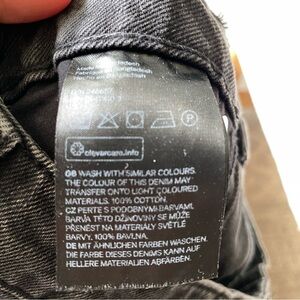 Bangladesh
clevercare.info
GB WASH WITH SIMILAR COLOURS.
THE COLOUR OF THIS DENIM MAY
TRANSFER ONTO LIGHT COLOURED
MATERIALS. 100% COTTON.
CZ PERTE S PODOBNÝMI BARVAMI.
BARVA TÉTO DŽÍNOVINY SE MŮŽE
PŘENÉST NA MATERIÁLY SVĚTLÉ
BARVY. 100% BAVLNA.
DE MIT ÄHNLICHEN FARBEN WASCHEN.
DIE FARBE DIESES DENIMS KANN AUF
HELLERE MATERIALIEN ABFÄRBEN.